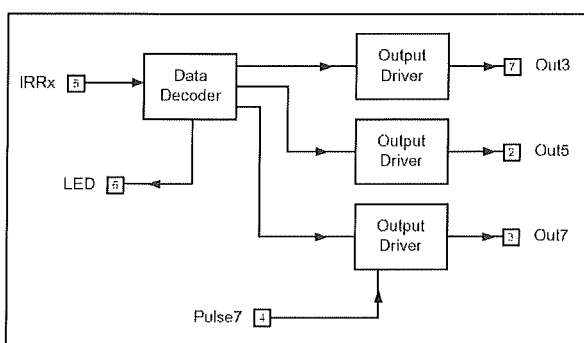 Output
Driver
7 Out3
IRRx 5
Data
Decoder
Output
Driver
2 Out5
LED 6
Output
Driver
3 Out7
Pulse7 4